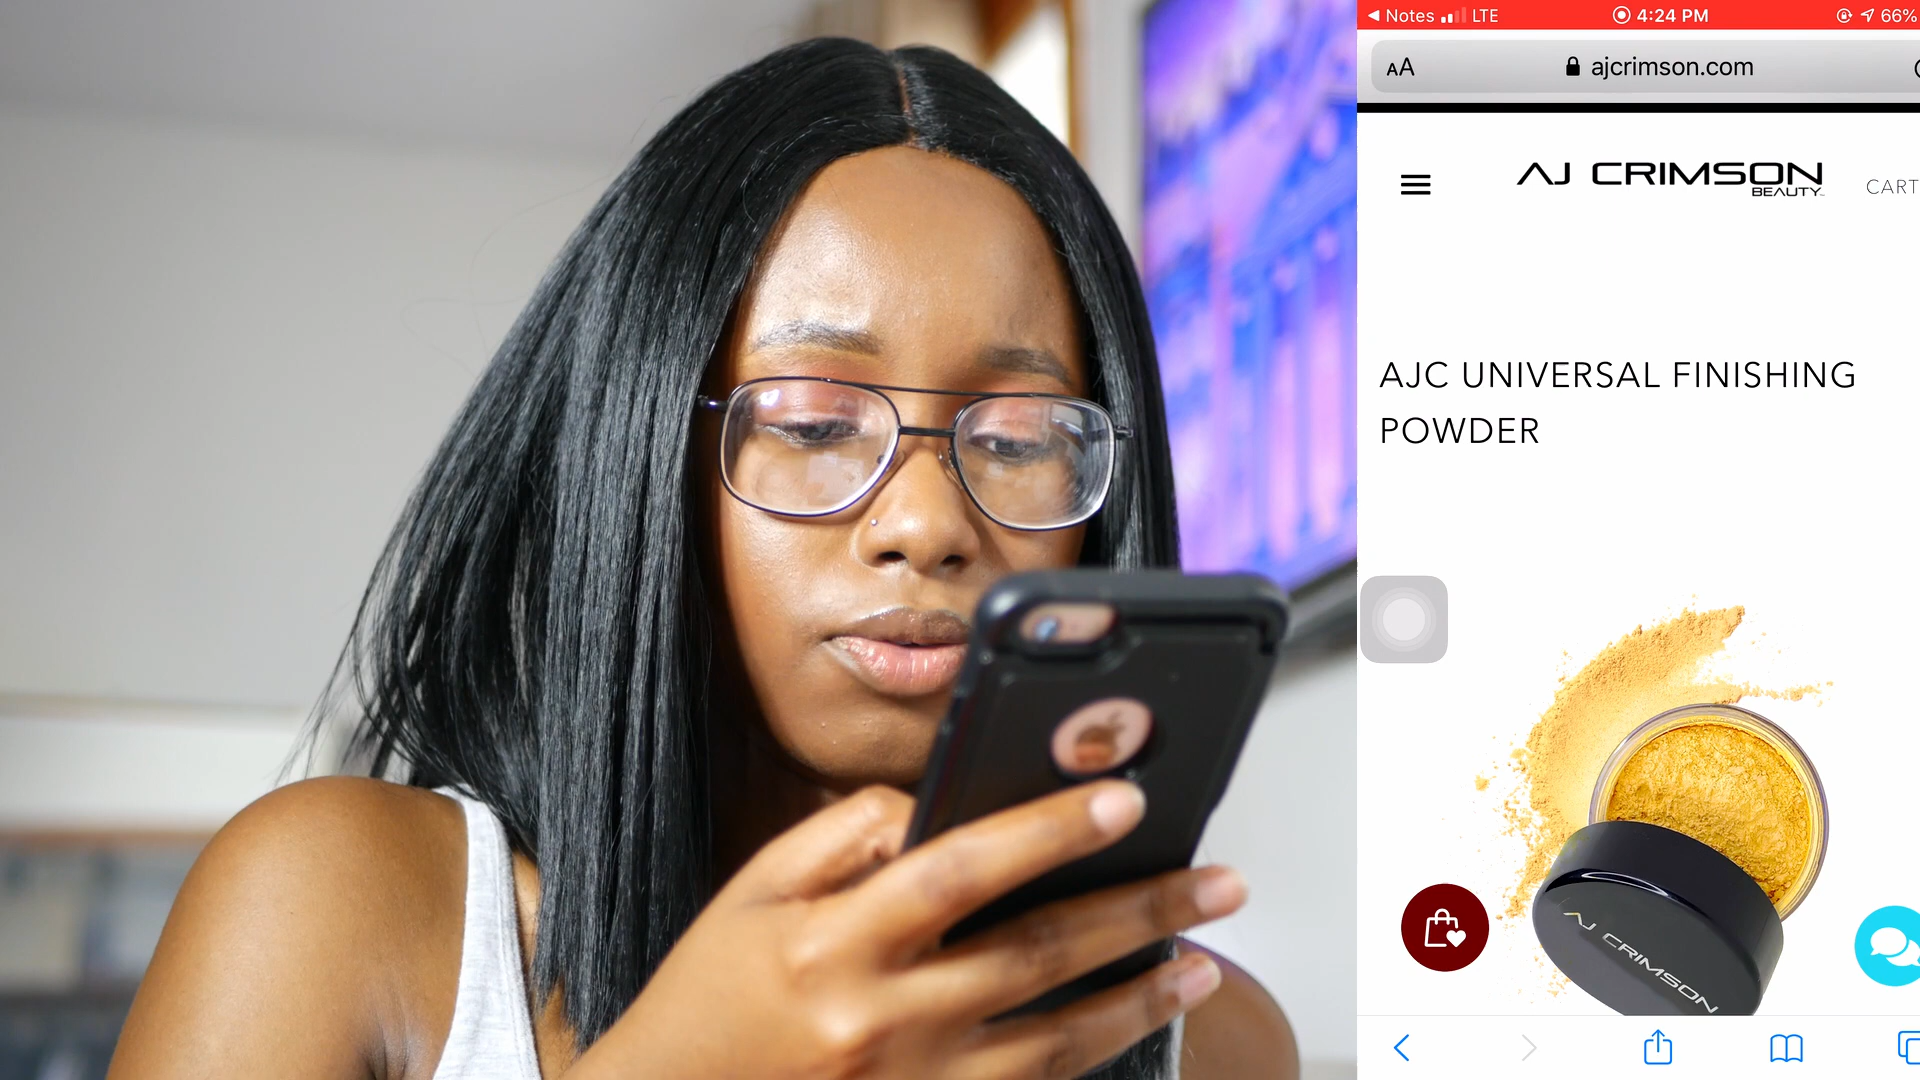 Notes LTE 4:24 PM 66%
AA ajcrimson.com
AJ CRIMSON
BEAUTY
CART
AJC UNIVERSAL FINISHING
POWDER
AJ CRIMSON